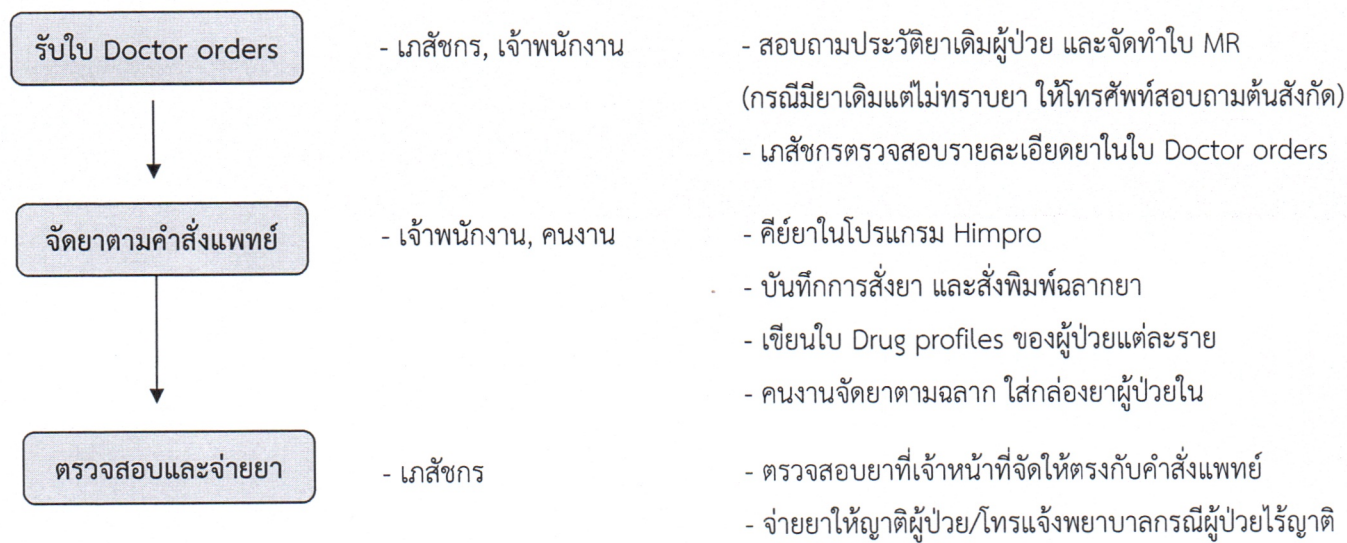 รับใบ Doctor orders
- เภสัชกร, เจ้าพนักงาน
- สอบถามประวัติยาเดิมผู้ป่วย และจัดทำใบ MR
(กรณีมียาเดิมแต่ไม่ทราบยา ให้โทรศัพท์สอบถามต้นสังกัด)
- เภสัชกรตรวจสอบรายละเอียดยาในใบ Doctor orders
จัดยาตามคำสั่งแพทย์
- เจ้าพนักงาน, คนงาน
- คีย์ยาในโปรแกรม Himpro
- บันทึกการสั่งยา และสั่งพิมพ์ฉลากยา
- เขียนใบ Drug profiles ของผู้ป่วยแต่ละราย
- คนงานจัดยาตามฉลาก ใส่กล่องยาผู้ป่วยใน
ตรวจสอบและจ่ายยา
- เภสัชกร
- ตรวจสอบยาที่เจ้าหน้าที่จัดให้ตรงกับคำสั่งแพทย์
- จ่ายยาให้ญาติผู้ป่วย/โทรแจ้งพยาบาลกรณีผู้ป่วยไร้ญาติ